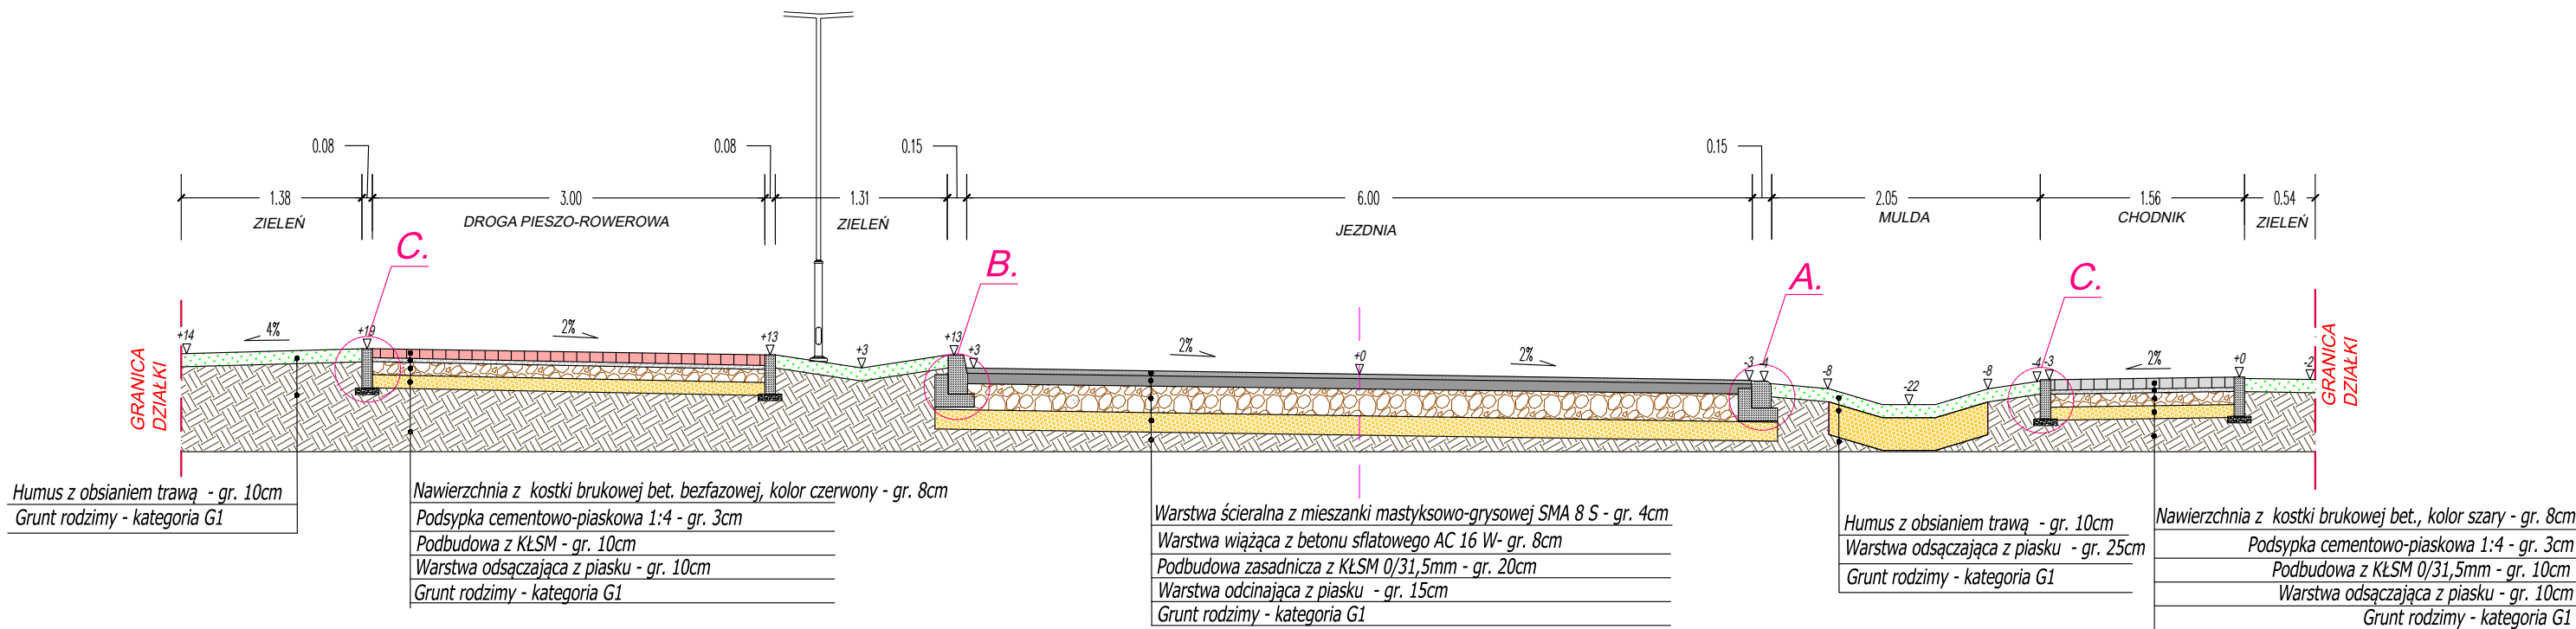 0.08
0.08
0.15
0.15
1.38
3.00
1.31
6.00
2.05
1.56
0.54
ZIELEŃ
DROGA PIESZO-ROWEROWA
ZIELEŃ
JEZDNIA
MULDA
CHODNIK
ZIELEŃ
C.
B.
A.
C.
+14
4%
+19
2%
+13
+3
+13
+3
2%
+0
2%
-3
-4
-8
-22
-8
-4
-3
2%
+0
-2
GRANICA
DZIAŁKI
GRANICA
DZIAŁKI
Humus z obsianiem trawą - gr. 10cm
Grunt rodzimy - kategoria G1
Nawierzchnia z kostki brukowej bet. bezfazowej, kolor czerwony - gr. 8cm
Podsypka cementowo-piaskowa 1:4 - gr. 3cm
Podbudowa z KŁSM - gr. 10cm
Warstwa odsączająca z piasku - gr. 10cm
Grunt rodzimy - kategoria G1
Warstwa ścieralna z mieszanki mastyksowo-grysowej SMA 8 S - gr. 4cm
Warstwa wiążąca z betonu sflatowego AC 16 W- gr. 8cm
Podbudowa zasadnicza z KŁSM 0/31,5mm - gr. 20cm
Warstwa odcinająca z piasku - gr. 15cm
Grunt rodzimy - kategoria G1
Humus z obsianiem trawą - gr. 10cm
Warstwa odsączająca z piasku - gr. 25cm
Grunt rodzimy - kategoria G1
Nawierzchnia z kostki brukowej bet., kolor szary - gr. 8cm
Podsypka cementowo-piaskowa 1:4 - gr. 3cm
Podbudowa z KŁSM 0/31,5mm - gr. 10cm
Warstwa odsączająca z piasku - gr. 10cm
Grunt rodzimy - kategoria G1